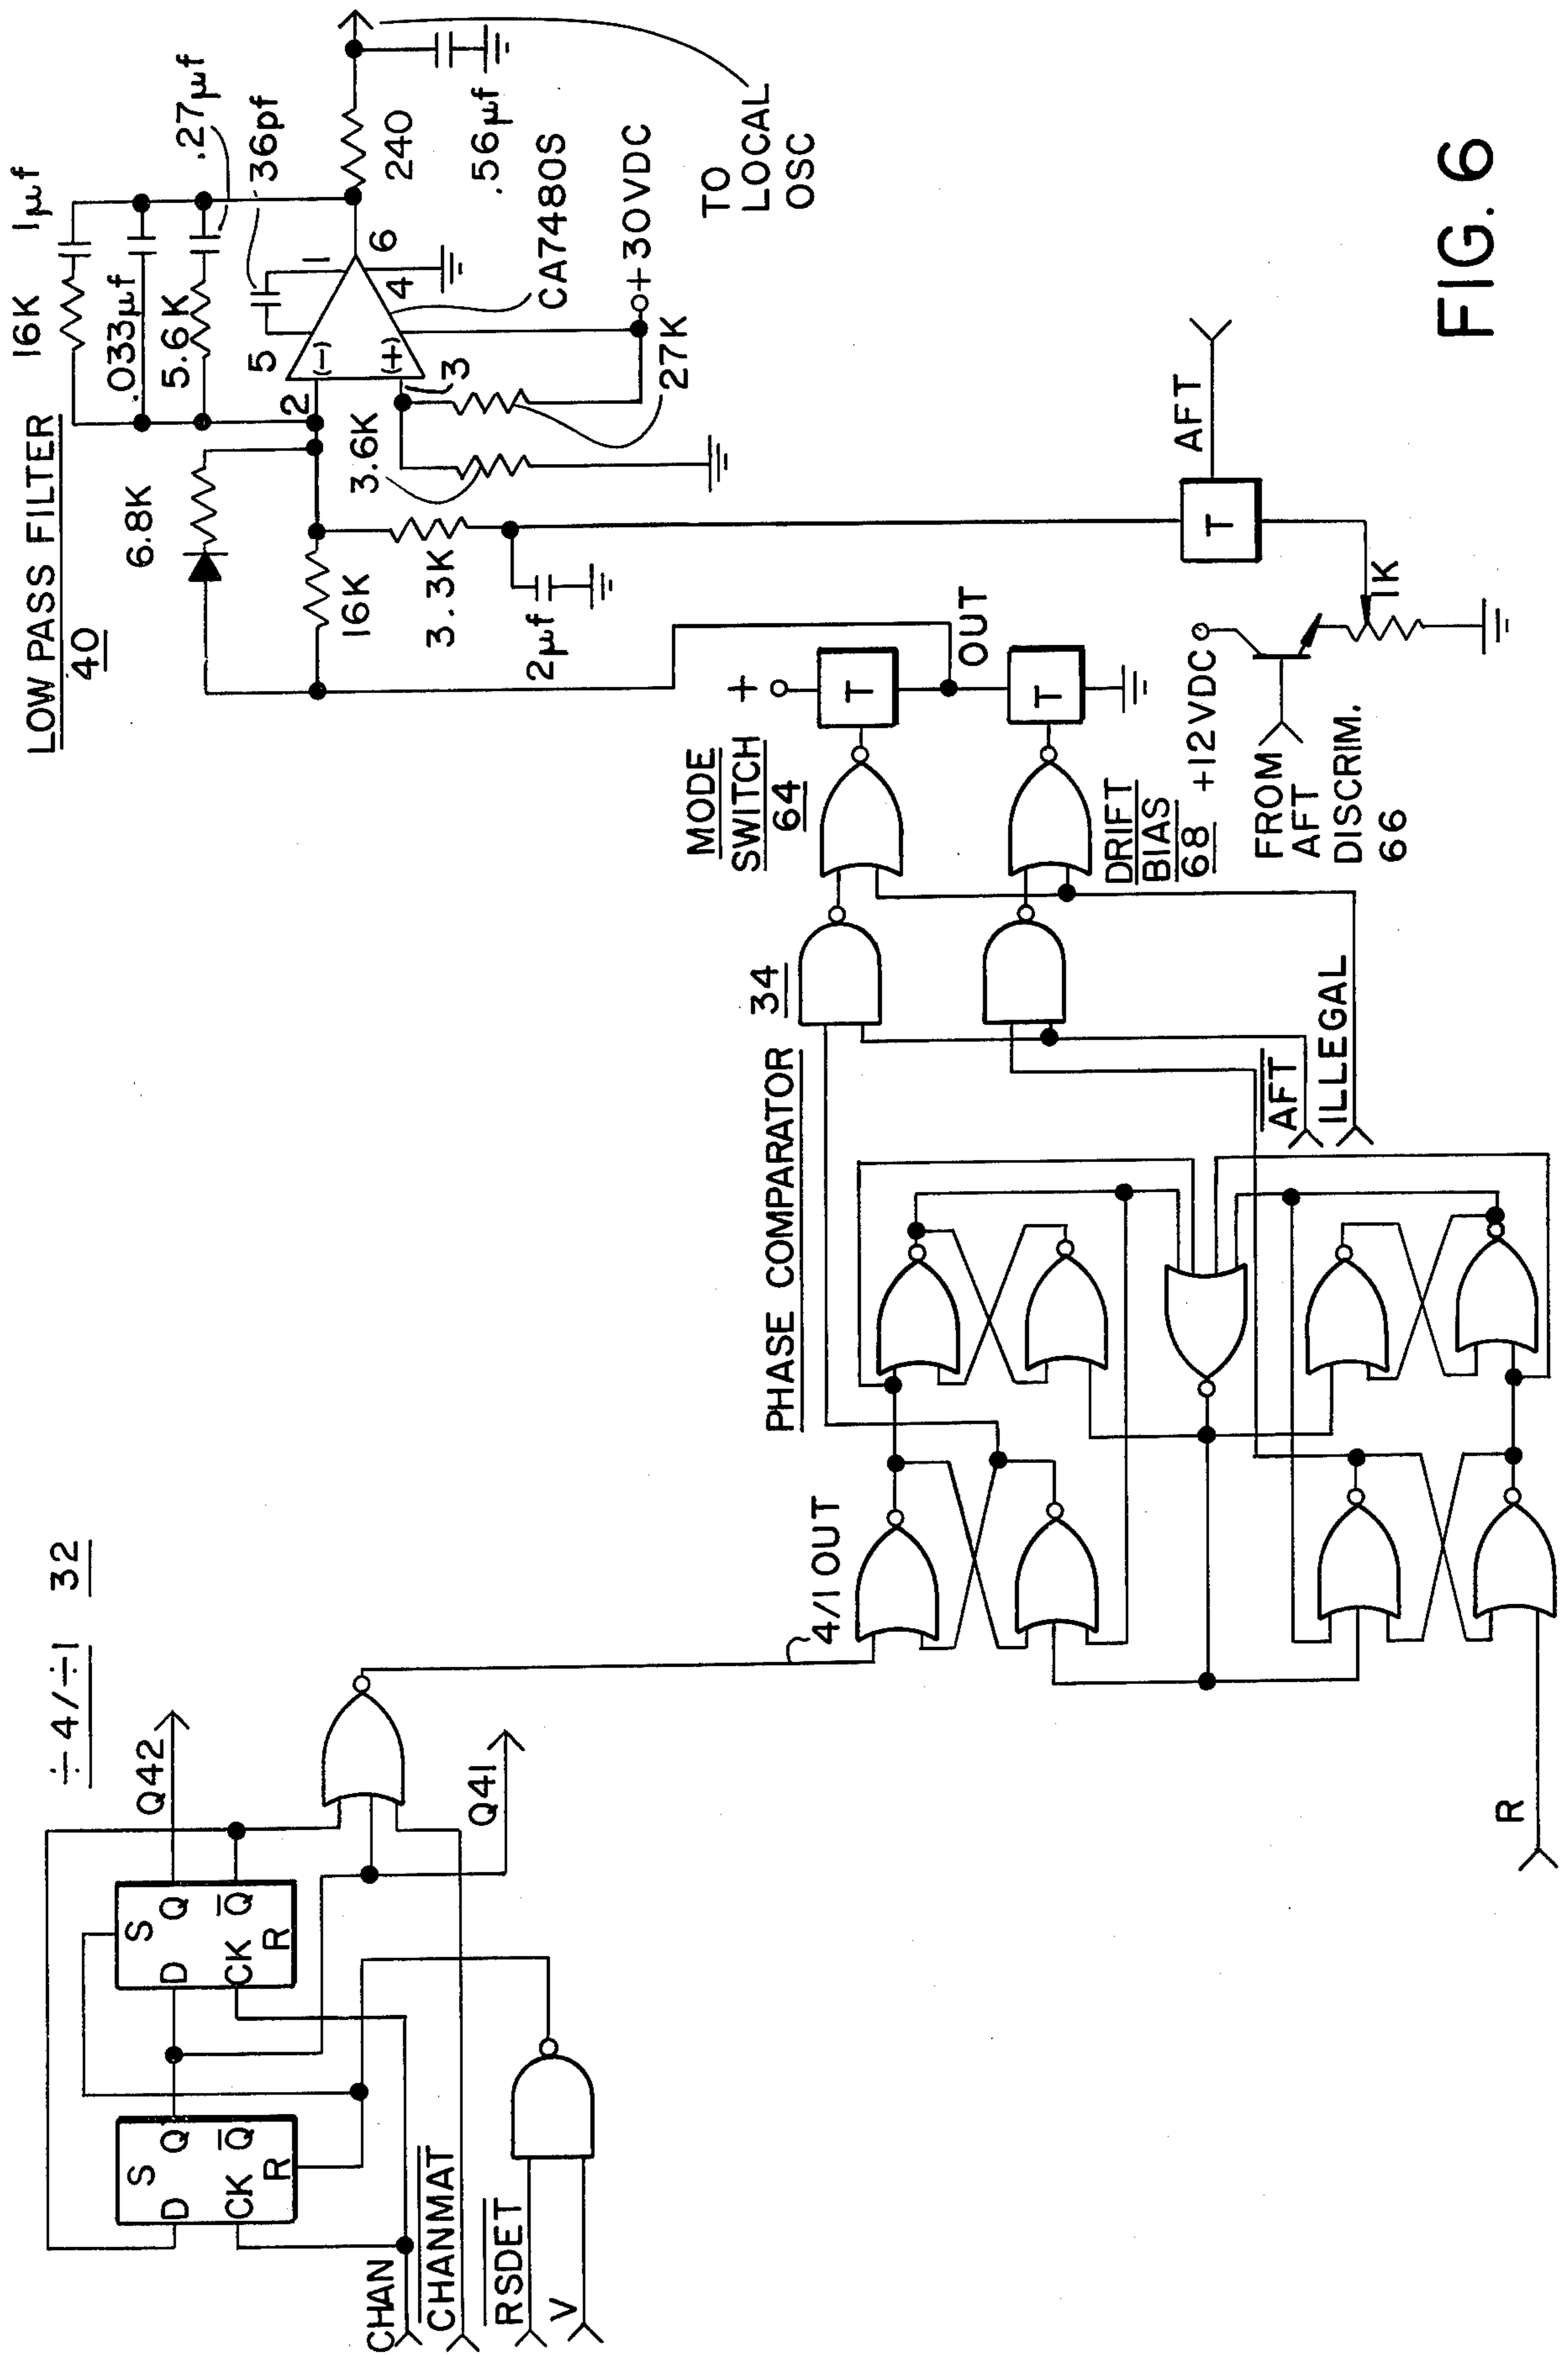 ÷4/÷1 32
S
D
Q
CK
Q̅
R
S
D
Q
CK
Q̅
R
Q42
Q41
CHAN
C̅H̅A̅N̅M̅A̅T̅
R̅S̅D̅E̅T̅
V
4/1 OUT
R
PHASE COMPARATOR
34
A̅F̅T̅
ILLEGAL
MODE
SWITCH
64
+
T
T
OUT
DRIFT
BIAS
68
+12VDC
FROM
AFT
DISCRIM.
66
1K
T
AFT
LOW PASS FILTER
40
6.8K
16K
3.3K
2µf
16K
1µf
.033µf
5.6K
.27µf
36pf
2
5
(-)
(+)
3
1
4
6
3.6K
27K
CA7480S
+30VDC
240
.56µf
TO
LOCAL
OSC
FIG. 6